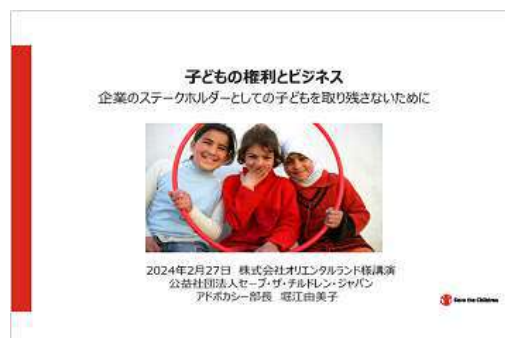 子どもの権利とビジネス
企業のステークホルダーとしての子どもを取り残さないために
2024年2月27日 株式会社オリエンタルランド様講演
公益社団法人セーブ・ザ・チルドレン・ジャパン
アドボカシー部長 堀江由美子
Save the Children